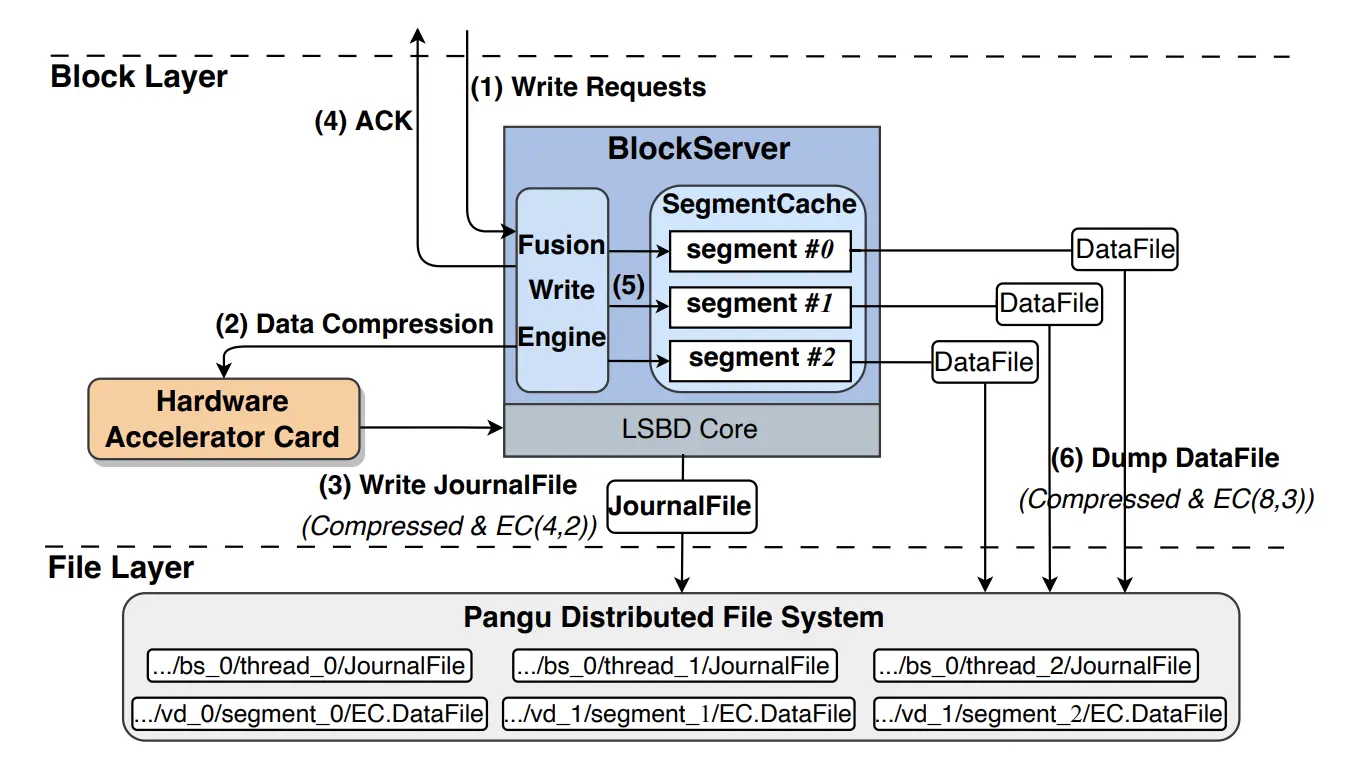 Block Layer
(1) Write Requests
(4) ACK
BlockServer
SegmentCache
Fusion
Write
Engine
(5)
segment #0
segment #1
segment #2
DataFile
DataFile
DataFile
(2) Data Compression
Hardware
Accelerator Card
LSBD Core
(3) Write JournalFile
(Compressed & EC(4,2))
JournalFile
(6) Dump DataFile
(Compressed & EC(8,3))
File Layer
Pangu Distributed File System
.../bs_0/thread_0/JournalFile
.../bs_0/thread_1/JournalFile
.../bs_0/thread_2/JournalFile
.../vd_0/segment_0/EC.DataFile
.../vd_1/segment_1/EC.DataFile
.../vd_1/segment_2/EC.DataFile